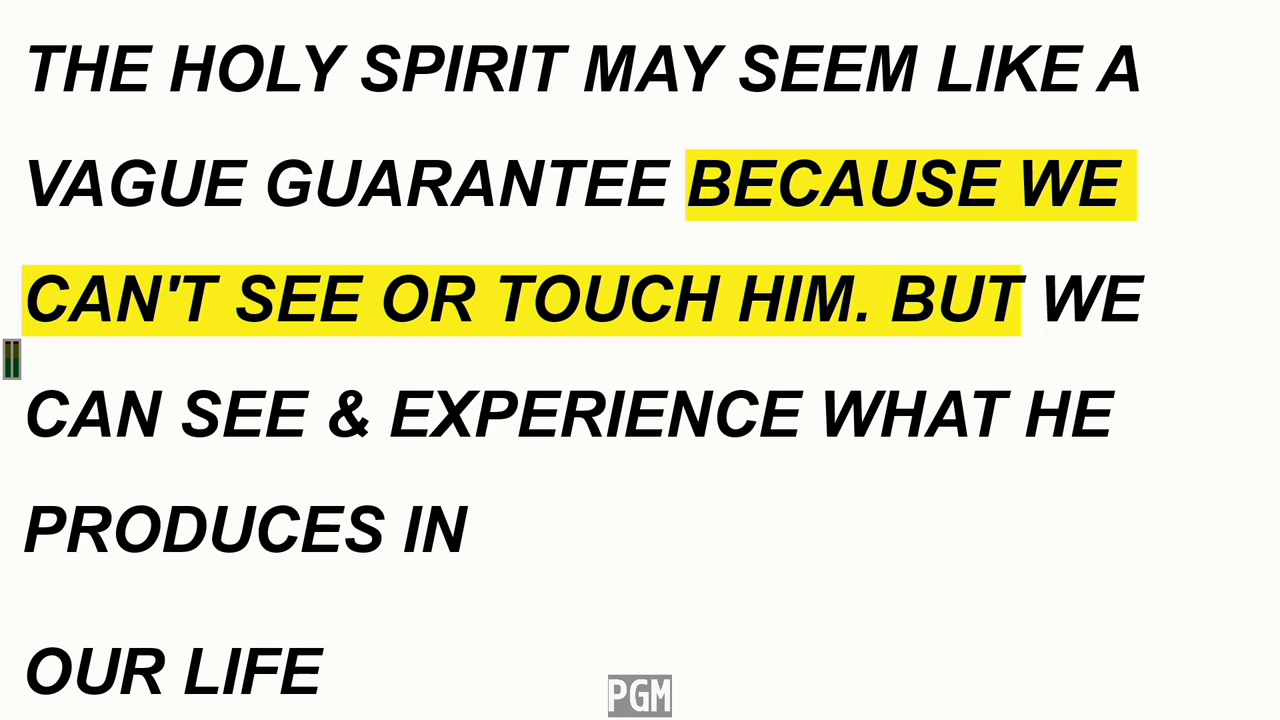 THE HOLY SPIRIT MAY SEEM LIKE A
VAGUE GUARANTEE BECAUSE WE
CAN'T SEE OR TOUCH HIM. BUT WE
CAN SEE & EXPERIENCE WHAT HE
PRODUCES IN
OUR LIFE
PGM